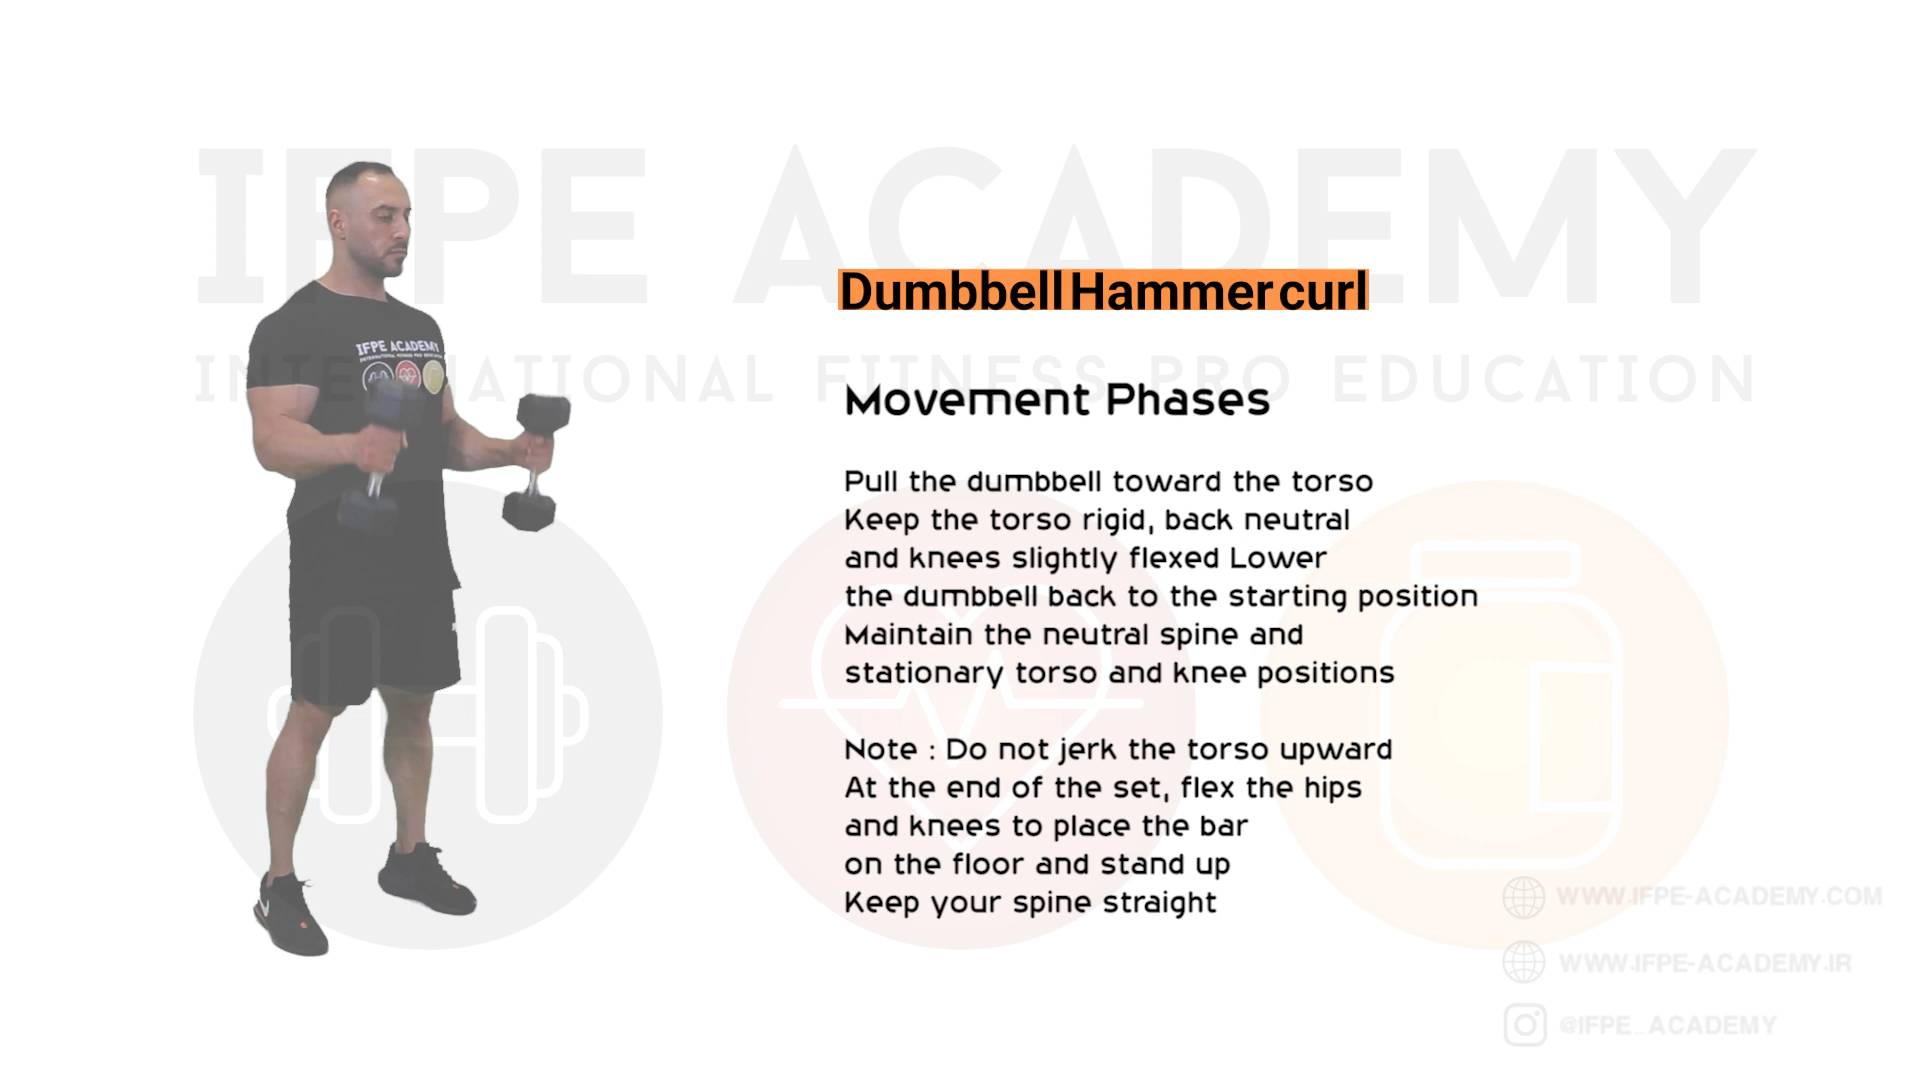 IFPE ACADEMY
INTERNATIONAL FITNESS PRO EDUCATION
IFPE ACADEMY
INTERNATIONAL FITNESS PRO EDUCATION
Dumbbell Hammer curl
Movement Phases
Pull the dumbbell toward the torso
Keep the torso rigid, back neutral
and knees slightly flexed Lower
the dumbbell back to the starting position
Maintain the neutral spine and
stationary torso and knee positions
Note : Do not jerk the torso upward
At the end of the set, flex the hips
and knees to place the bar
on the floor and stand up
Keep your spine straight
WWW.IFPE-ACADEMY.COM
WWW.IFPE-ACADEMY.IR
@IFPE_ACADEMY